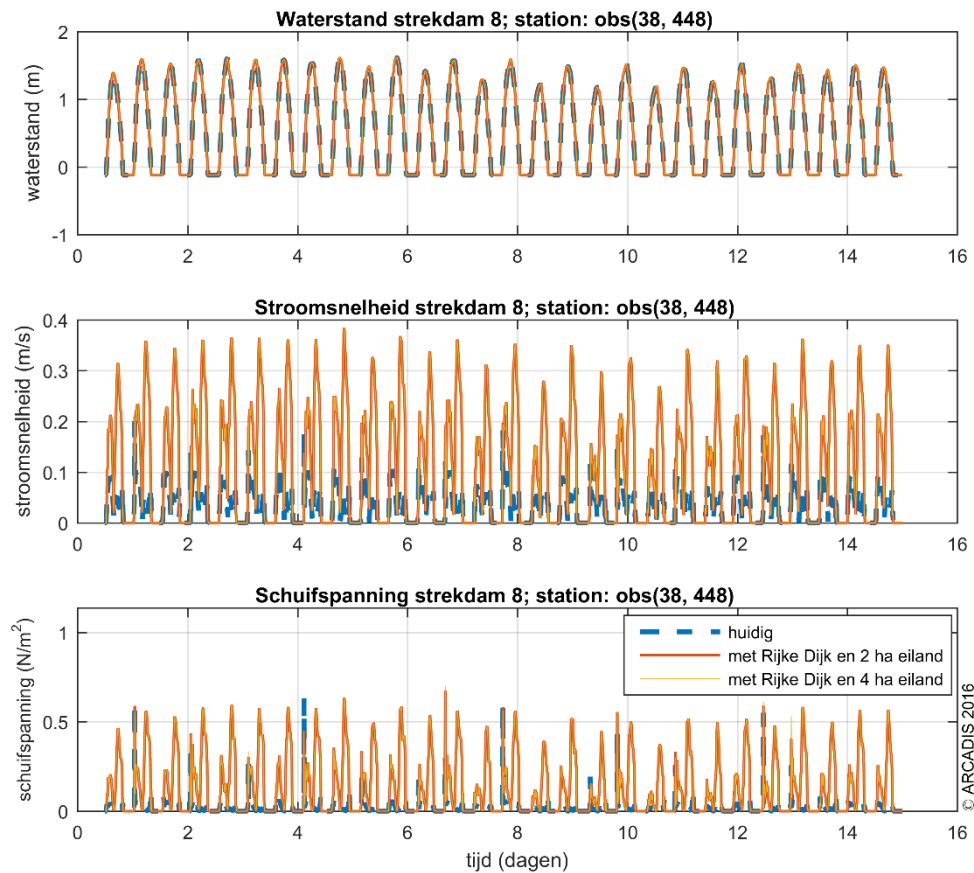 Waterstand strekdam 8; station: obs(38, 448)
waterstand (m)
2
1
0
-1
0 2 4 6 8 10 12 14 16
Stroomsnelheid strekdam 8; station: obs(38, 448)
stroomsnelheid (m/s)
0.4
0.3
0.2
0.1
0
0 2 4 6 8 10 12 14 16
Schuifspanning strekdam 8; station: obs(38, 448)
schuifspanning (N/m²)
1
0.5
0
huidig
met Rijke Dijk en 2 ha eiland
met Rijke Dijk en 4 ha eiland
0 2 4 6 8 10 12 14 16
tijd (dagen)
© ARCADIS 2016